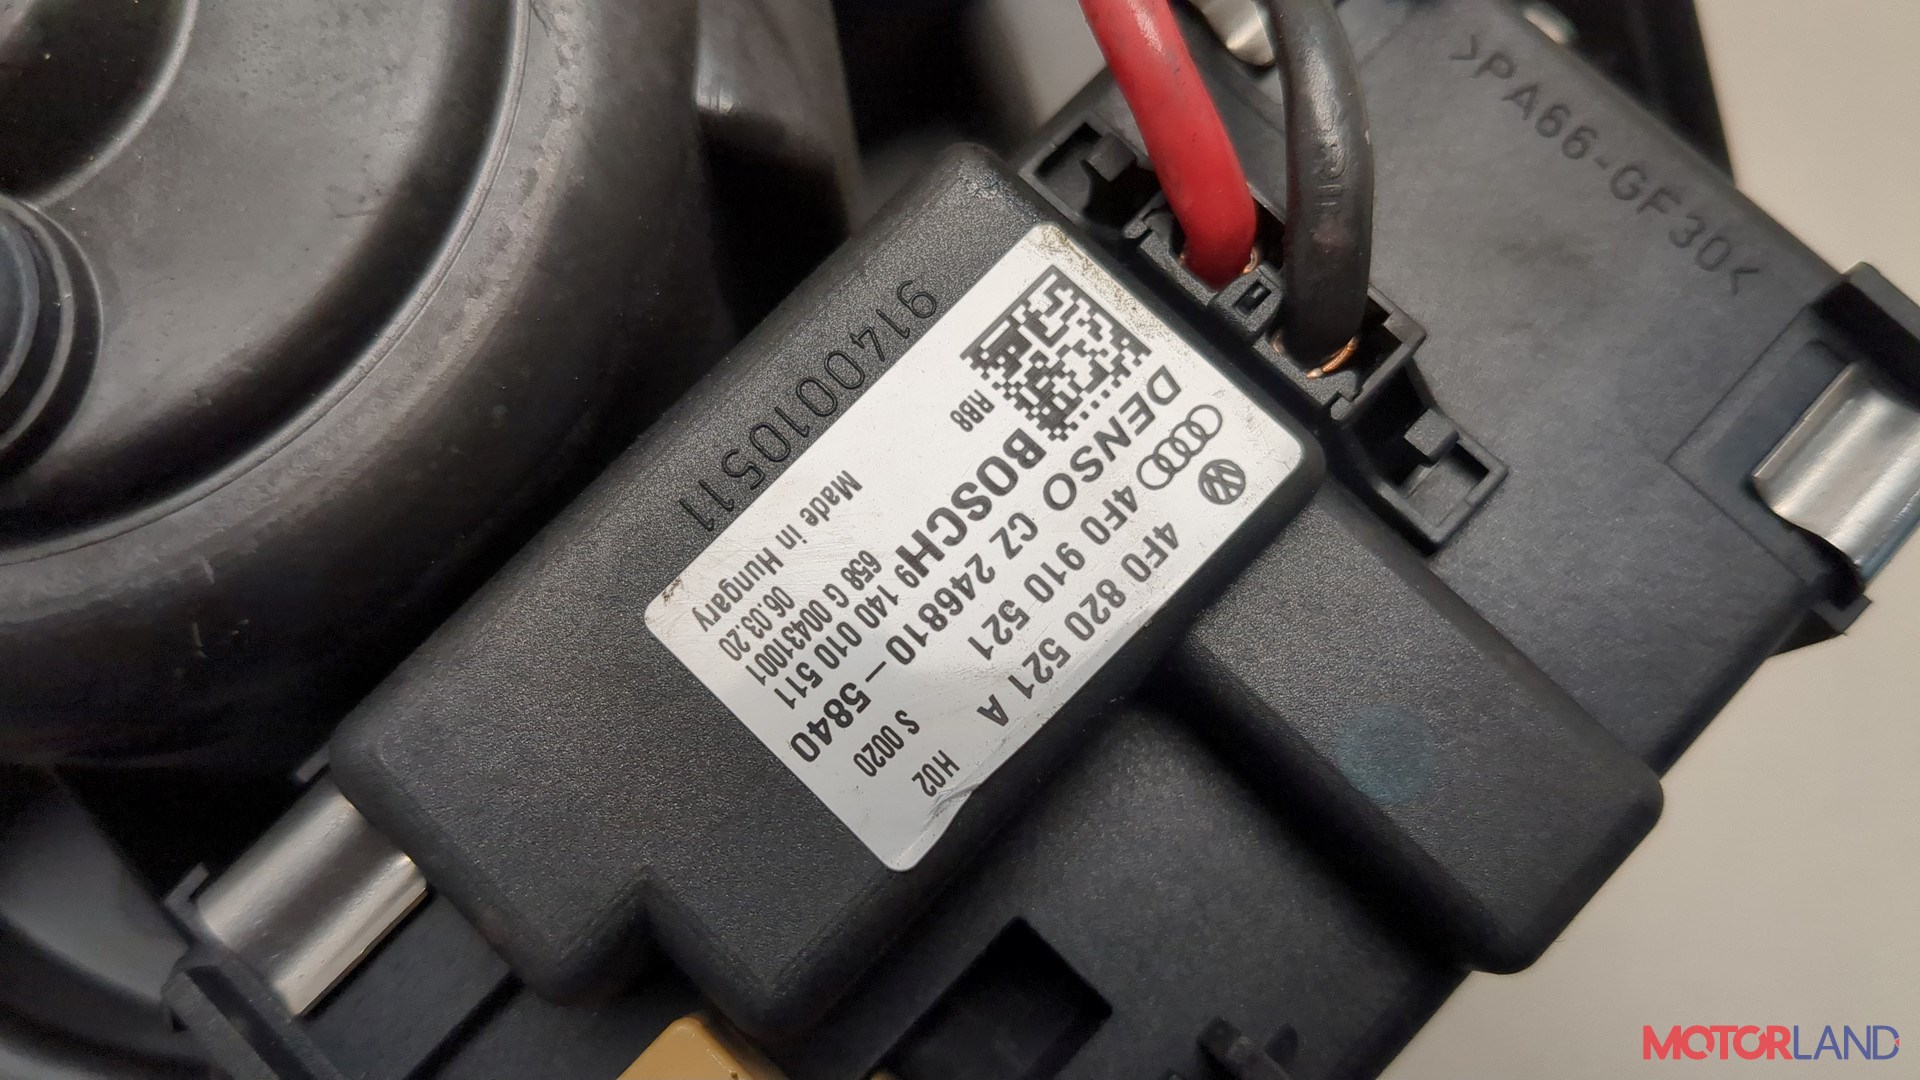 >PA66-GF30<
9140010511
4F0 820 521 A
4F0 910 521 H02
DENSO CZ 246810-5840
BOSCH 9 140 010 511 S 0020
658 G 00431001
RB8 06.03.20
Made in Hungary
MOTORLAND